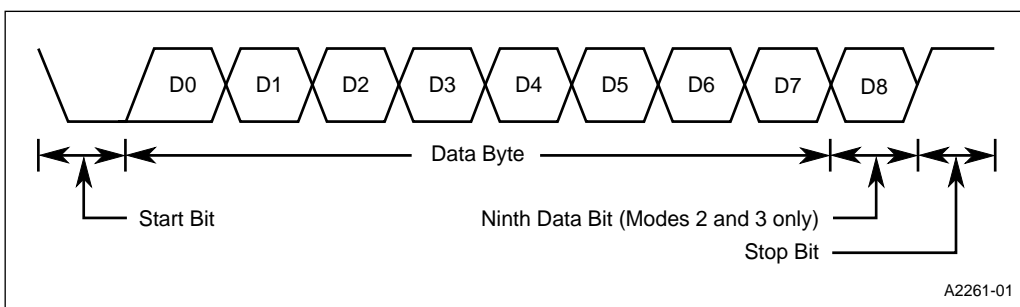 D0 D1 D2 D3 D4 D5 D6 D7 D8
Data Byte
Start Bit
Ninth Data Bit (Modes 2 and 3 only)
Stop Bit
A2261-01